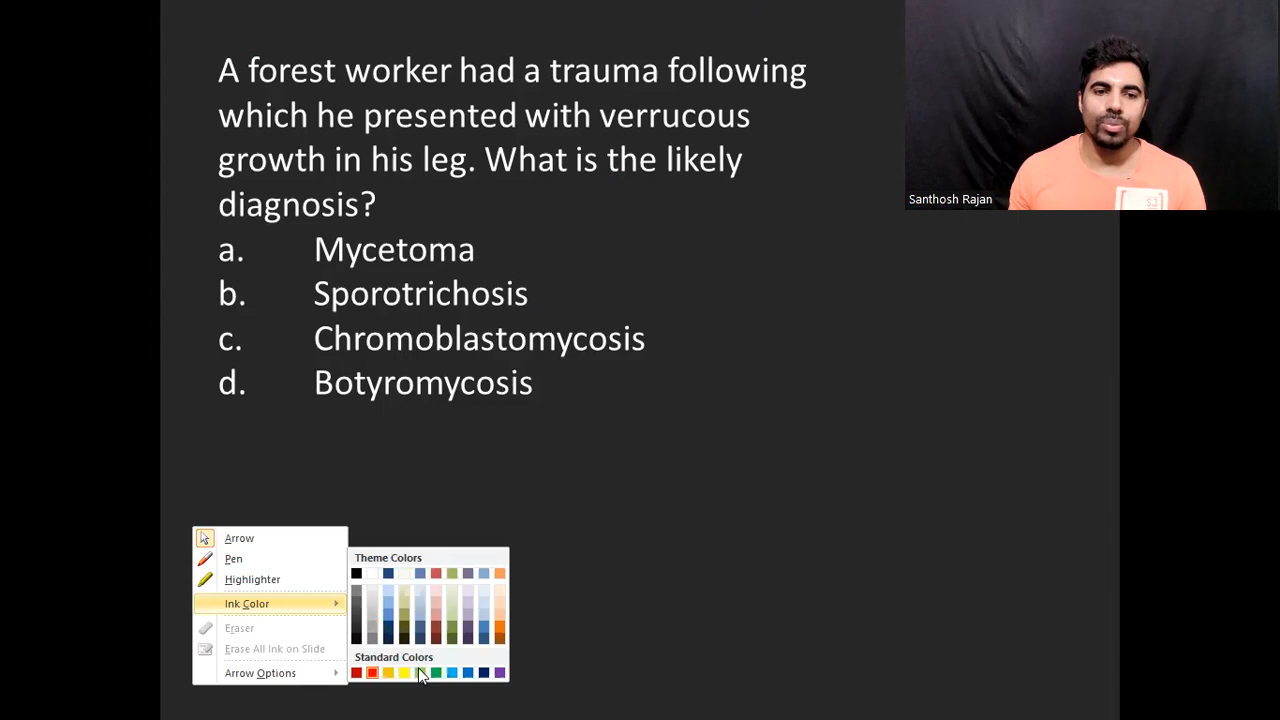 A forest worker had a trauma following
which he presented with verrucous
growth in his leg. What is the likely
diagnosis?
a. Mycetoma
b. Sporotrichosis
c. Chromoblastomycosis
d. Botyromycosis
Santhosh Rajan
Arrow
Pen
Highlighter
Ink Color
Eraser
Erase All Ink on Slide
Arrow Options
Theme Colors
Standard Colors